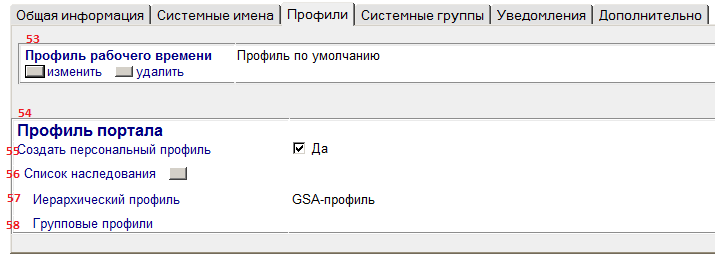 Общая информация Системные имена Профили Системные группы Уведомления Дополнительно
53
Профиль рабочего времени Профиль по умолчанию
изменить удалить
54
Профиль портала
55 Создать персональный профиль Да
56 Список наследования
57 Иерархический профиль GSA-профиль
58 Групповые профили